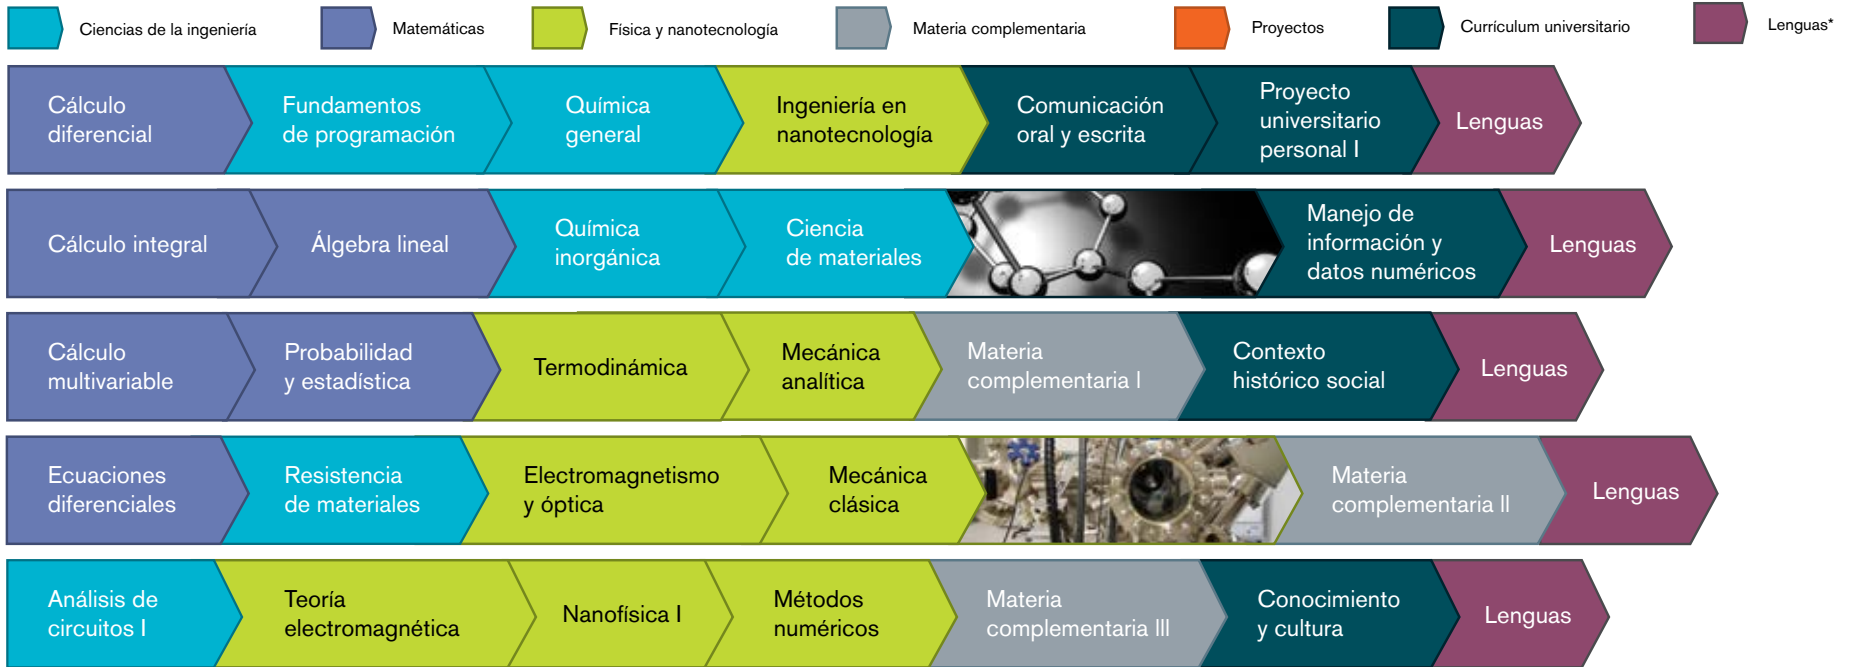 Ciencias de la ingeniería
Matemáticas
Física y nanotecnología
Materia complementaria
Proyectos
Currículum universitario
Lenguas*
Cálculo
diferencial
Fundamentos
de programación
Química
general
Ingeniería en
nanotecnología
Comunicación
oral y escrita
Proyecto
universitario
personal I
Lenguas
Cálculo integral
Álgebra lineal
Química
inorgánica
Ciencia
de materiales
Manejo de
información y
datos numéricos
Lenguas
Cálculo
multivariable
Probabilidad
y estadística
Termodinámica
Mecánica
analítica
Materia
complementaria I
Contexto
histórico social
Lenguas
Ecuaciones
diferenciales
Resistencia
de materiales
Electromagnetismo
y óptica
Mecánica
clásica
Materia
complementaria II
Lenguas
Análisis de
circuitos I
Teoría
electromagnética
Nanofísica I
Métodos
numéricos
Materia
complementaria III
Conocimiento
y cultura
Lenguas